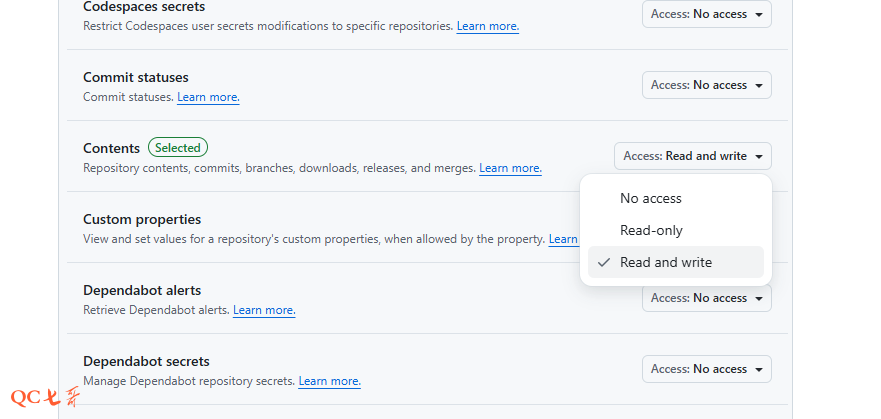 Codespaces secrets
Access: No access
Restrict Codespaces user secrets modifications to specific repositories. Learn more.
Commit statuses
Access: No access
Commit statuses. Learn more.
Contents Selected
Access: Read and write
Repository contents, commits, branches, downloads, releases, and merges. Learn more.
No access
Read-only
Read and write
Custom properties
View and set values for a repository's custom properties, when allowed by the property. Learn
Dependabot alerts
Access: No access
Retrieve Dependabot alerts. Learn more.
Dependabot secrets
Access: No access
Manage Dependabot repository secrets. Learn more.
QC七哥